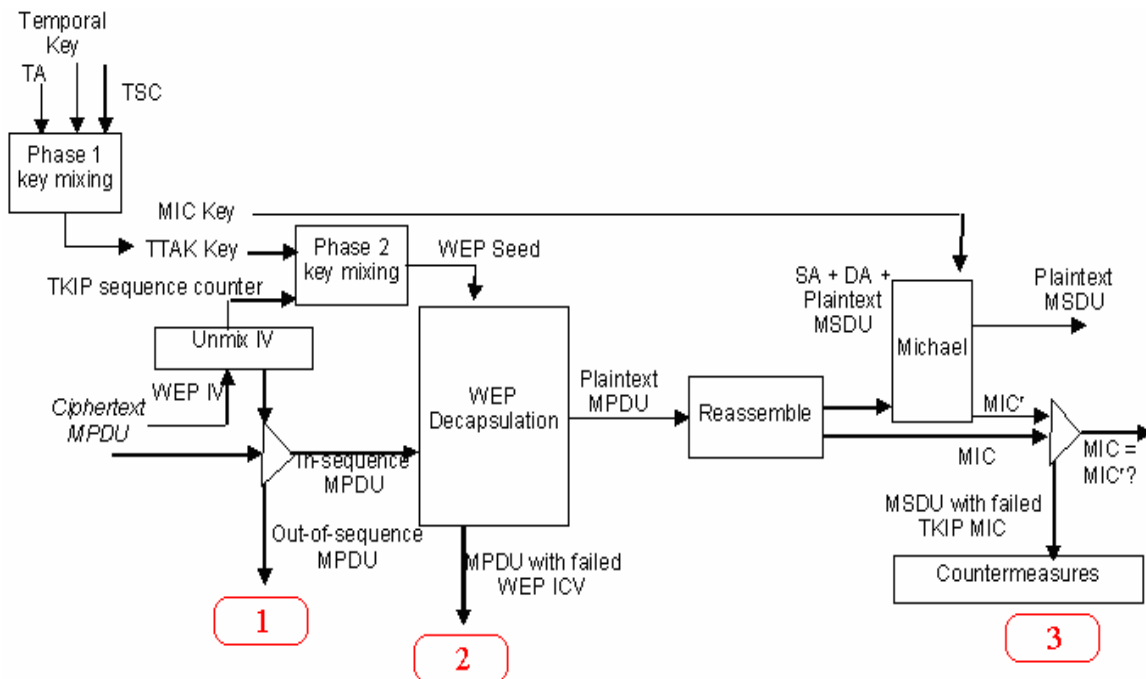 Temporal
Key
TA
TSC
Phase 1
key mixing
MIC Key
TTAK Key
Phase 2
key mixing
WEP Seed
TKIP sequence counter
SA + DA +
Plaintext
MSDU
Plaintext
MSDU
Unmix IV
Michael
WEP IV
Ciphertext
MPDU
WEP
Decapsulation
Plaintext
MPDU
Reassemble
MIC'
MIC
MIC =
MIC'?
In-sequence
MPDU
MSDU with failed
TKIP MIC
Out-of-sequence
MPDU
MPDU with failed
WEP ICV
Countermeasures
1
2
3